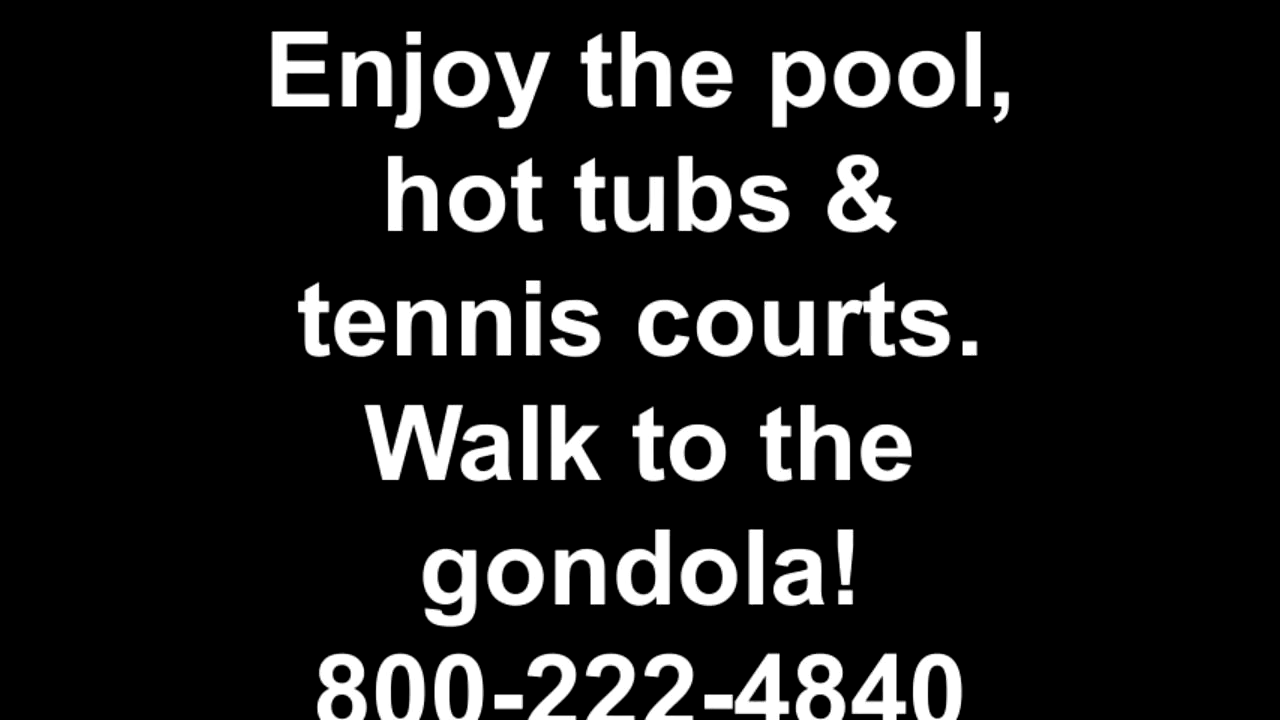 Enjoy the pool,
hot tubs &
tennis courts.
Walk to the
gondola!
800-222-4840